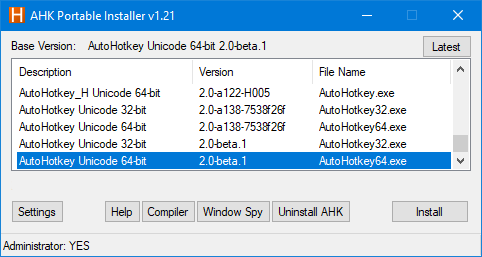 AHK Portable Installer v1.21
Base Version: AutoHotkey Unicode 64-bit 2.0-beta.1 Latest
Description Version File Name
AutoHotkey_H Unicode 64-bit 2.0-a122-H005 AutoHotkey.exe
AutoHotkey Unicode 32-bit 2.0-a138-7538f26f AutoHotkey32.exe
AutoHotkey Unicode 64-bit 2.0-a138-7538f26f AutoHotkey64.exe
AutoHotkey Unicode 32-bit 2.0-beta.1 AutoHotkey32.exe
AutoHotkey Unicode 64-bit 2.0-beta.1 AutoHotkey64.exe
Settings Help Compiler Window Spy Uninstall AHK Install
Administrator: YES